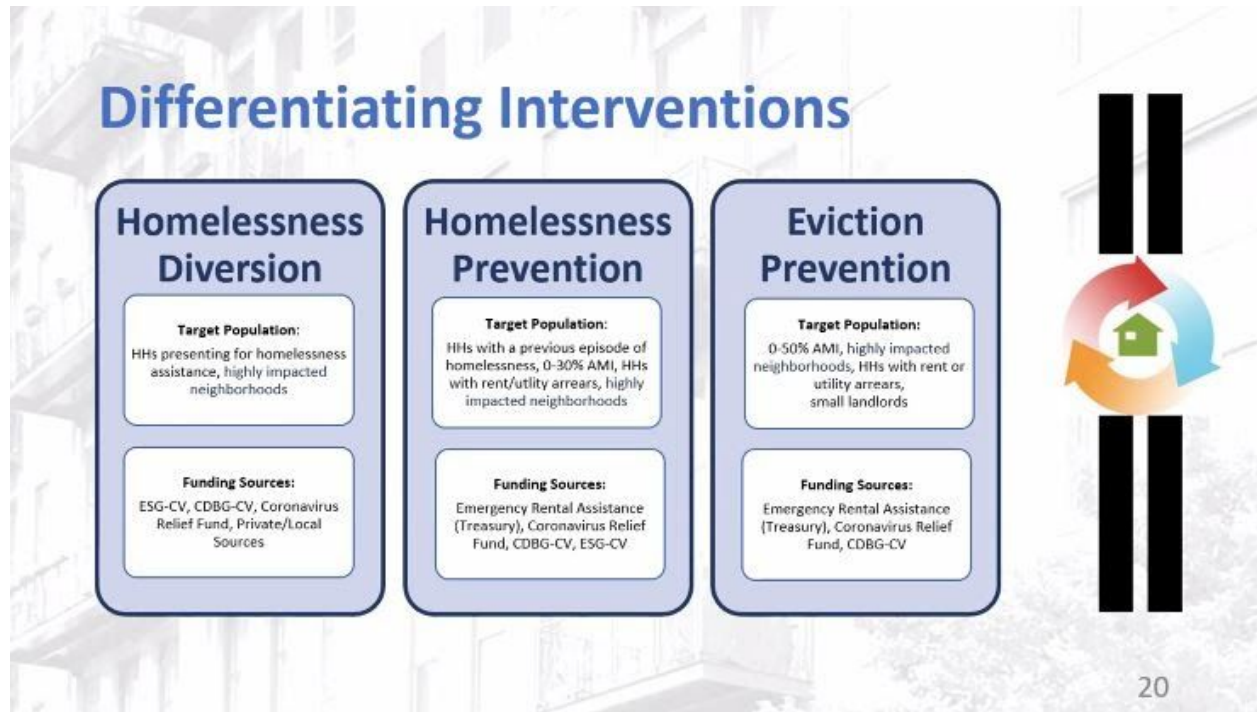 Differentiating Interventions
Homelessness
Diversion
Target Population:
HHs presenting for homelessness
assistance, highly impacted
neighborhoods
Funding Sources:
ESG-CV, CDBG-CV, Coronavirus
Relief Fund, Private/Local
Sources
Homelessness
Prevention
Target Population:
HHs with a previous episode of
homelessness, 0-30% AMI, HHs
with rent/utlity arrears, highly
impacted neighborhoods
Funding Sources:
Emergency Rental Assistance
(Treasury), Coronavirus Relief
Fund, CDBG-CV, ESG-CV
Eviction
Prevention
Target Population:
0-50% AMI, highly impacted
neighborhoods, HHs with rent or
utility arrears,
small landlords
Funding Sources:
Emergency Rental Assistance
(Treasury), Coronavirus Relief
Fund, CDBG-CV
20